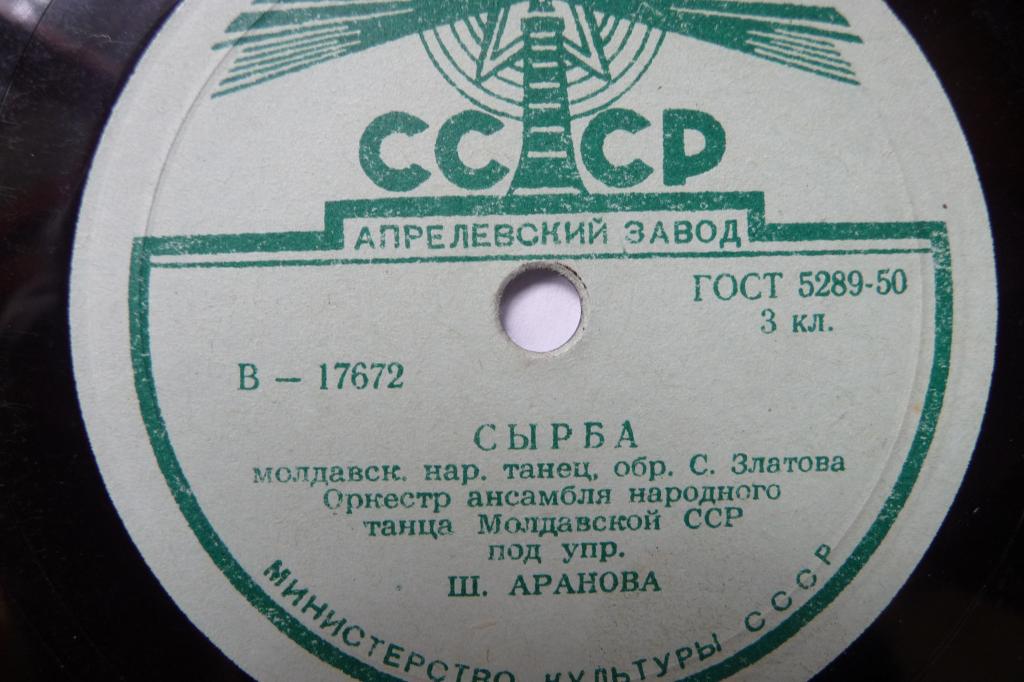 СССР
АПРЕЛЕВСКИЙ ЗАВОД
ГОСТ 5289-50
3 кл.
В — 17672
СЫРБА
молдавск. нар. танец, обр. С. Златова
Оркестр ансамбля народного
танца Молдавской ССР
под упр.
Ш. АРАНОВА
МИНИСТЕРСТВО КУЛЬТУРЫ СССР